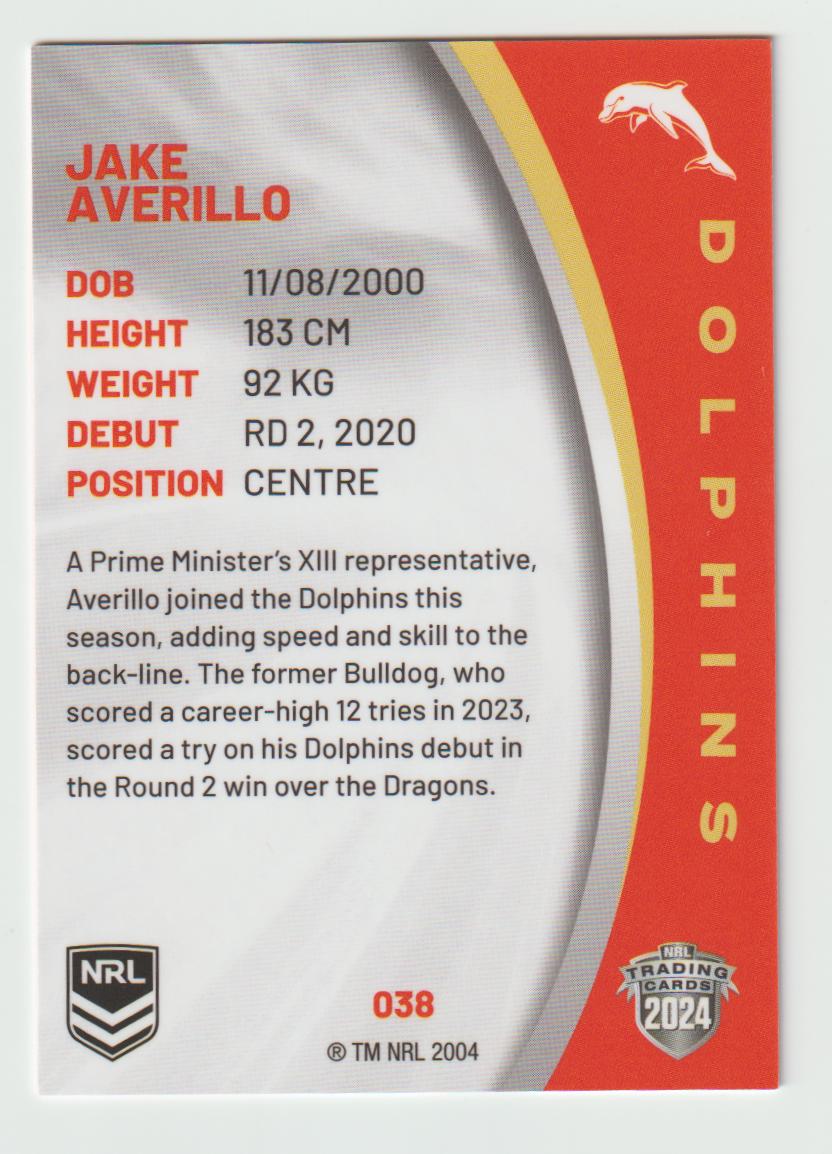 JAKE
AVERILLO
DOB 11/08/2000
HEIGHT 183 CM
WEIGHT 92 KG
DEBUT RD 2, 2020
POSITION CENTRE
A Prime Minister's XIII representative,
Averillo joined the Dolphins this
season, adding speed and skill to the
back-line. The former Bulldog, who
scored a career-high 12 tries in 2023,
scored a try on his Dolphins debut in
the Round 2 win over the Dragons.
DOLPHINS
NRL
038
® TM NRL 2004
NRL
TRADING
CARDS
2024